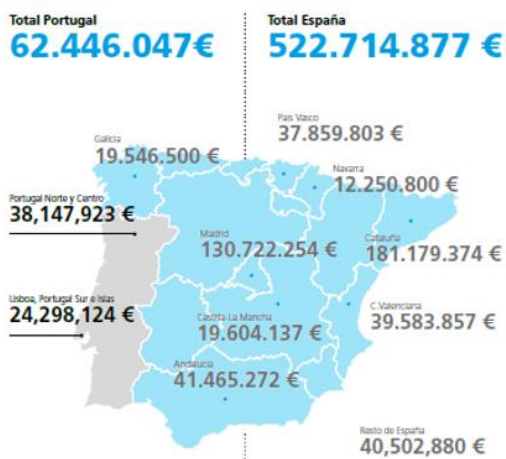 Total Portugal
62.446.047€
Total España
522.714.877 €
País Vasco
37.859.803 €
Galicia
19.546.500 €
Navarra
12.250.800 €
Portugal Norte y Centro
38,147,923 €
Madrid
130.722.254 €
Cataluña
181.179.374 €
Lisboa, Portugal Sur e Islas
24,298,124 €
Castilla-La Mancha
19.604.137 €
C.Valenciana
39.583.857 €
Andalucía
41.465.272 €
Resto de España
40,502,880 €